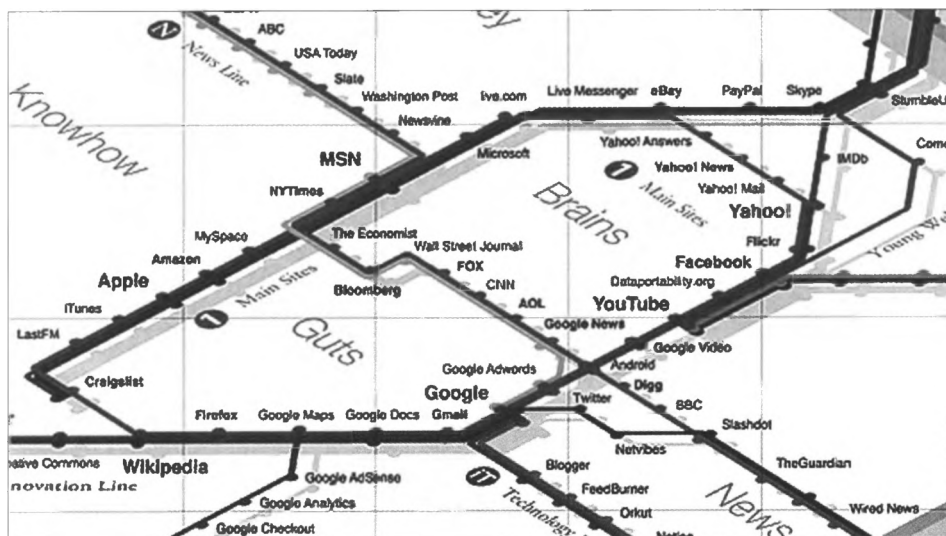 ABC
USA Today
News Line
Slate
Washington Post
Newsvine
live.com
Live Messenger
eBay
PayPal
Skype
Knowhow
MSN
Microsoft
Yahoo! Answers
IMDb
NYTimes
1
Main Sites
Yahoo! News
Yahoo! Mail
Brains
Yahoo!
The Economist
MySpace
Wall Street Journal
Flickr
Amazon
FOX
Facebook
Apple
Main Sites
Bloomberg
CNN
Dataportability.org
iTunes
1
AOL
YouTube
LastFM
Guts
Google News
Google Video
Craigslist
Google Adwords
Android
Google
Digg
Firefox
Google Maps
Google Docs
Gmail
Twitter
BBC
Slashdot
Netvibes
Wikipedia
Google AdSense
Blogger
TheGuardian
Google Analytics
FeedBurner
News
Wired News
Google Checkout
Technology
Orkut